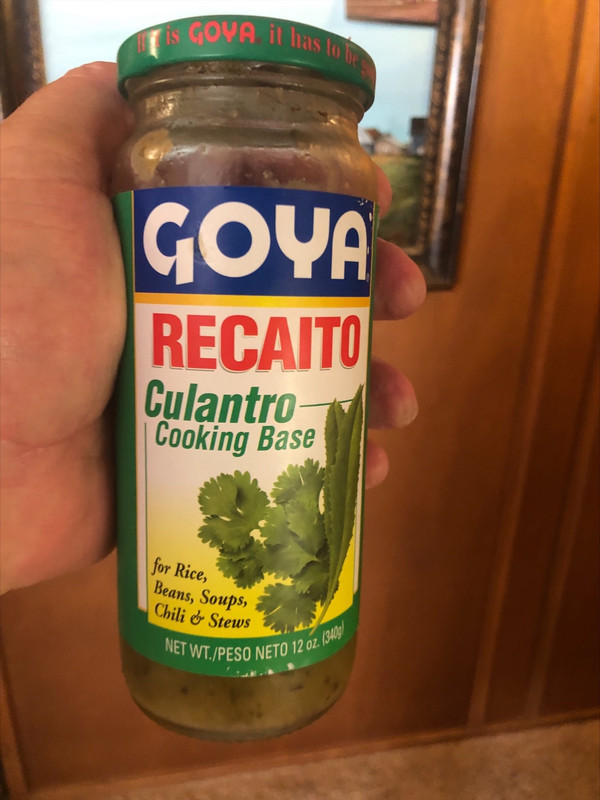 is GOYA, it has to be
GOYA
RECAITO
Culantro
Cooking Base
for Rice,
Beans, Soups,
Chili & Stews
NET WT./PESO NETO 12 oz. (340g)